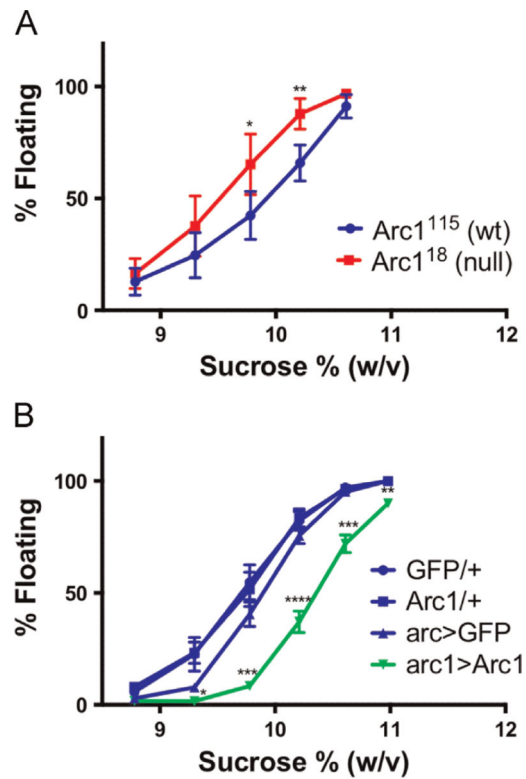 A
% Floating
100
50
0
*
**
Arc1¹¹⁵ (wt)
Arc1¹⁸ (null)
9 10 11 12
Sucrose % (w/v)
B
% Floating
100
50
0
*
***
****
***
**
GFP/+
Arc1/+
arc>GFP
arc1>Arc1
9 10 11 12
Sucrose % (w/v)